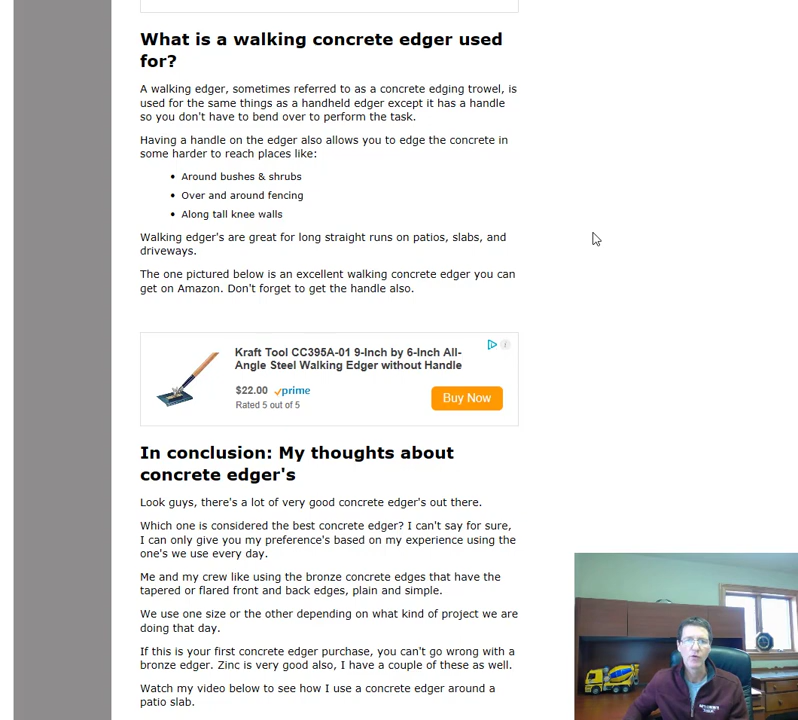 What is a walking concrete edger used
for?
A walking edger, sometimes referred to as a concrete edging trowel, is
used for the same things as a handheld edger except it has a handle
so you don't have to bend over to perform the task.
Having a handle on the edger also allows you to edge the concrete in
some harder to reach places like:
• Around bushes & shrubs
• Over and around fencing
• Along tall knee walls
Walking edger's are great for long straight runs on patios, slabs, and
driveways.
The one pictured below is an excellent walking concrete edger you can
get on Amazon. Don't forget to get the handle also.
Kraft Tool CC395A-01 9-Inch by 6-Inch All-
Angle Steel Walking Edger without Handle
$22.00 prime
Rated 5 out of 5
Buy Now
In conclusion: My thoughts about
concrete edger's
Look guys, there's a lot of very good concrete edger's out there.
Which one is considered the best concrete edger? I can't say for sure,
I can only give you my preference's based on my experience using the
one's we use every day.
Me and my crew like using the bronze concrete edges that have the
tapered or flared front and back edges, plain and simple.
We use one size or the other depending on what kind of project we are
doing that day.
If this is your first concrete edger purchase, you can't go wrong with a
bronze edger. Zinc is very good also, I have a couple of these as well.
Watch my video below to see how I use a concrete edger around a
patio slab.